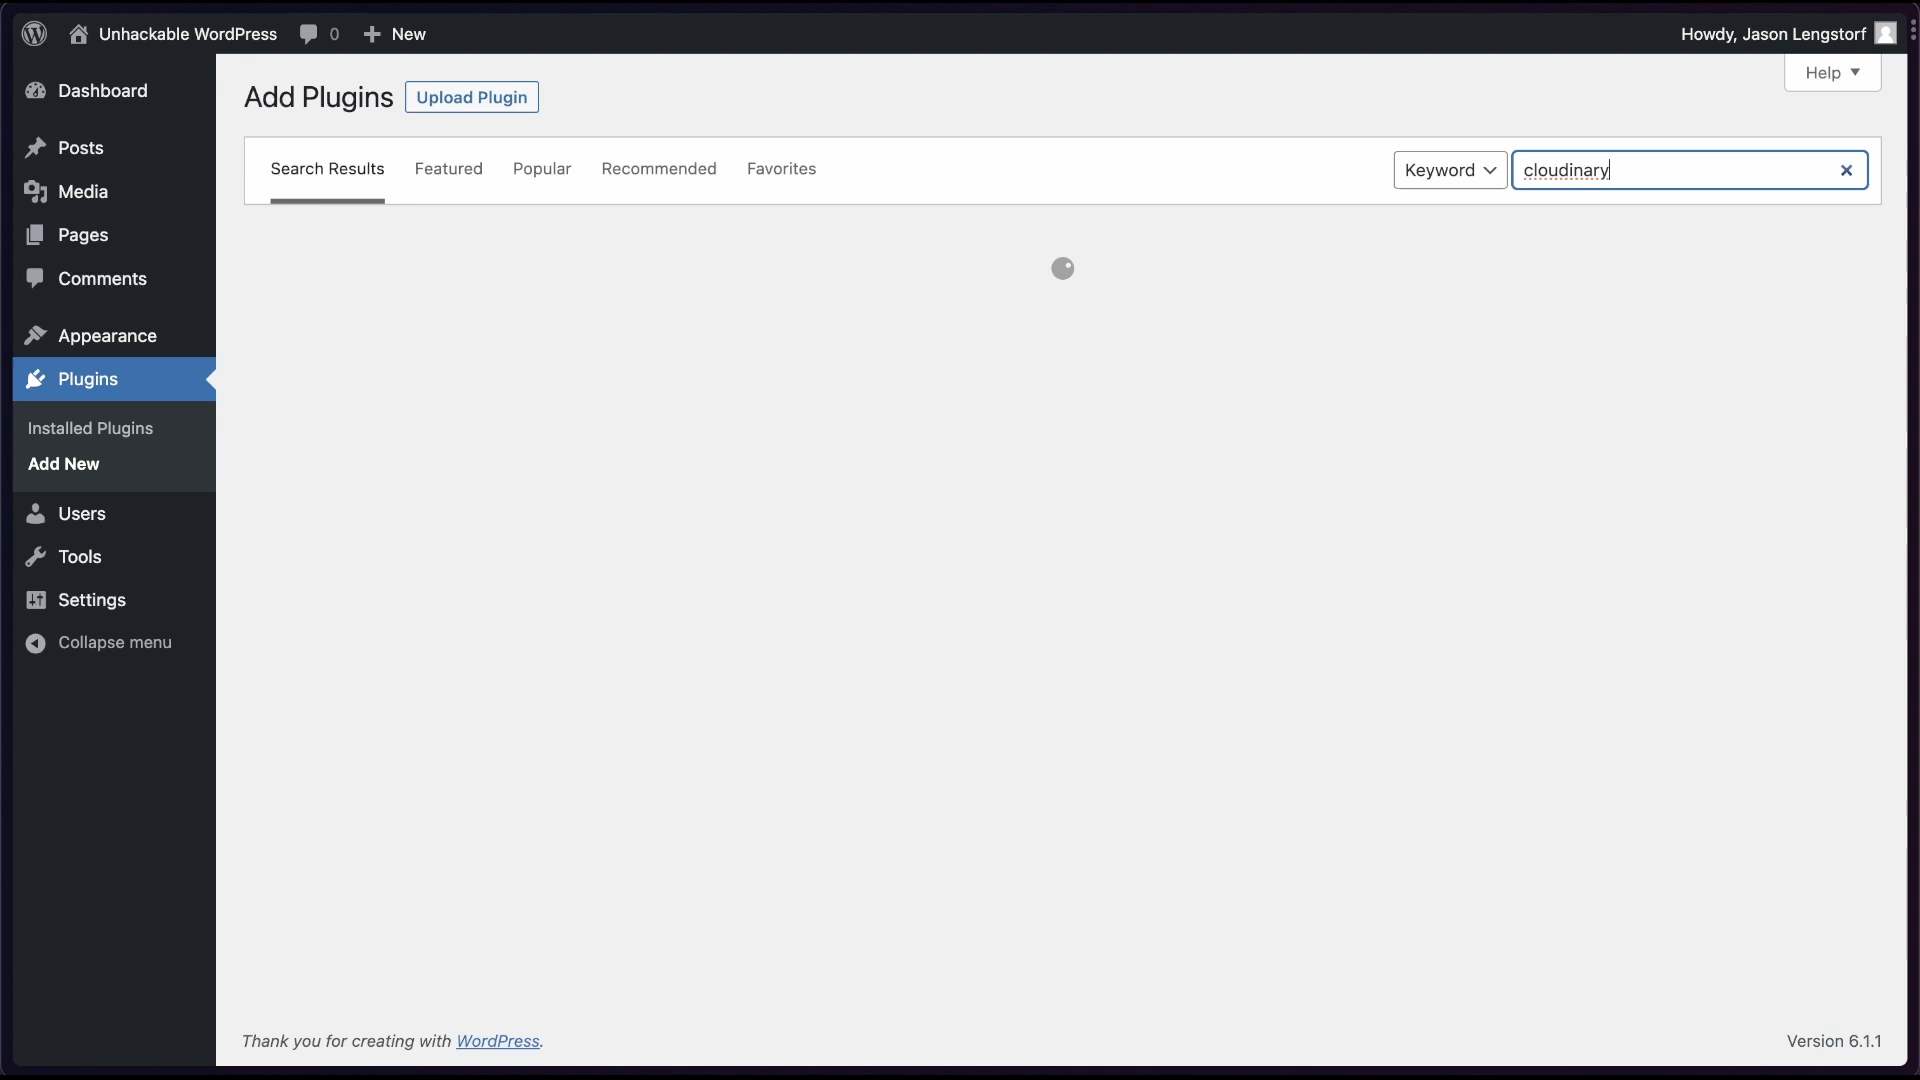 Unhackable WordPress
0
New
Howdy, Jason Lengstorf
Help
Dashboard
Posts
Media
Pages
Comments
Appearance
Plugins
Installed Plugins
Add New
Users
Tools
Settings
Collapse menu
Add Plugins
Upload Plugin
Search Results
Featured
Popular
Recommended
Favorites
Keyword
cloudinary
Thank you for creating with WordPress.
Version 6.1.1